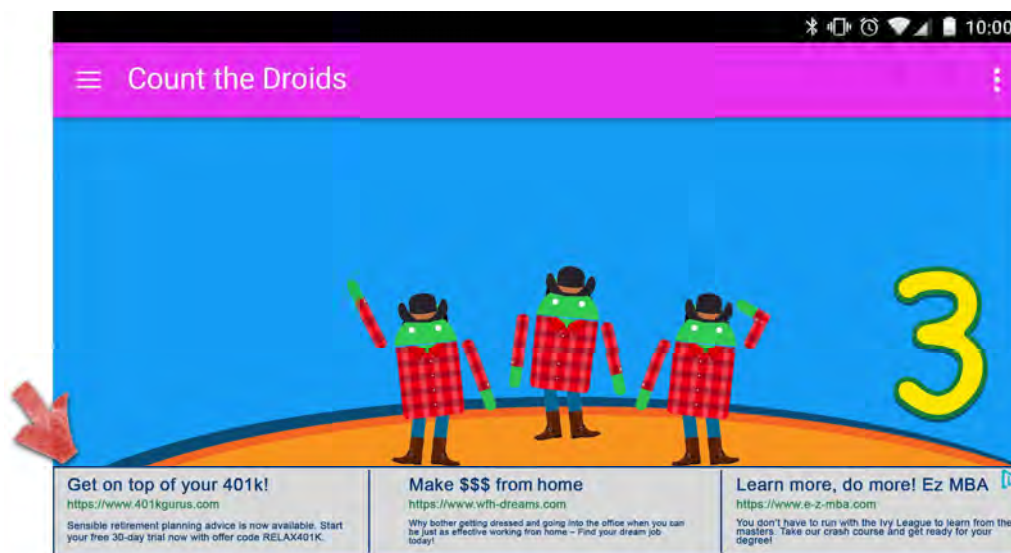 10:00
Count the Droids
3
Get on top of your 401k!
https://www.401kgurus.com
Sensible retirement planning advice is now available. Start
your free 30-day trial now with offer code RELAX401K.
Make $$$ from home
https://www.wfh-dreams.com
Why bother getting dressed and going into the office when you can
be just as effective working from home – Find your dream job
today!
Learn more, do more! Ez MBA
https://www.e-z-mba.com
You don't have to run with the Ivy League to learn from the
masters. Take our crash course and get ready for your
degree!